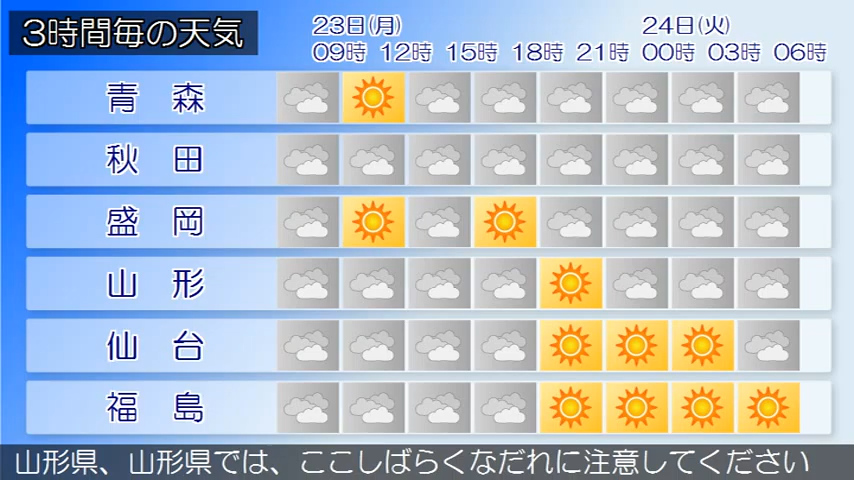 3時間毎の天気
23日(月) 24日(火)
09時 12時 15時 18時 21時 00時 03時 06時
青森
秋田
盛岡
山形
仙台
福島
山形県、山形県では、ここしばらくなだれに注意してください